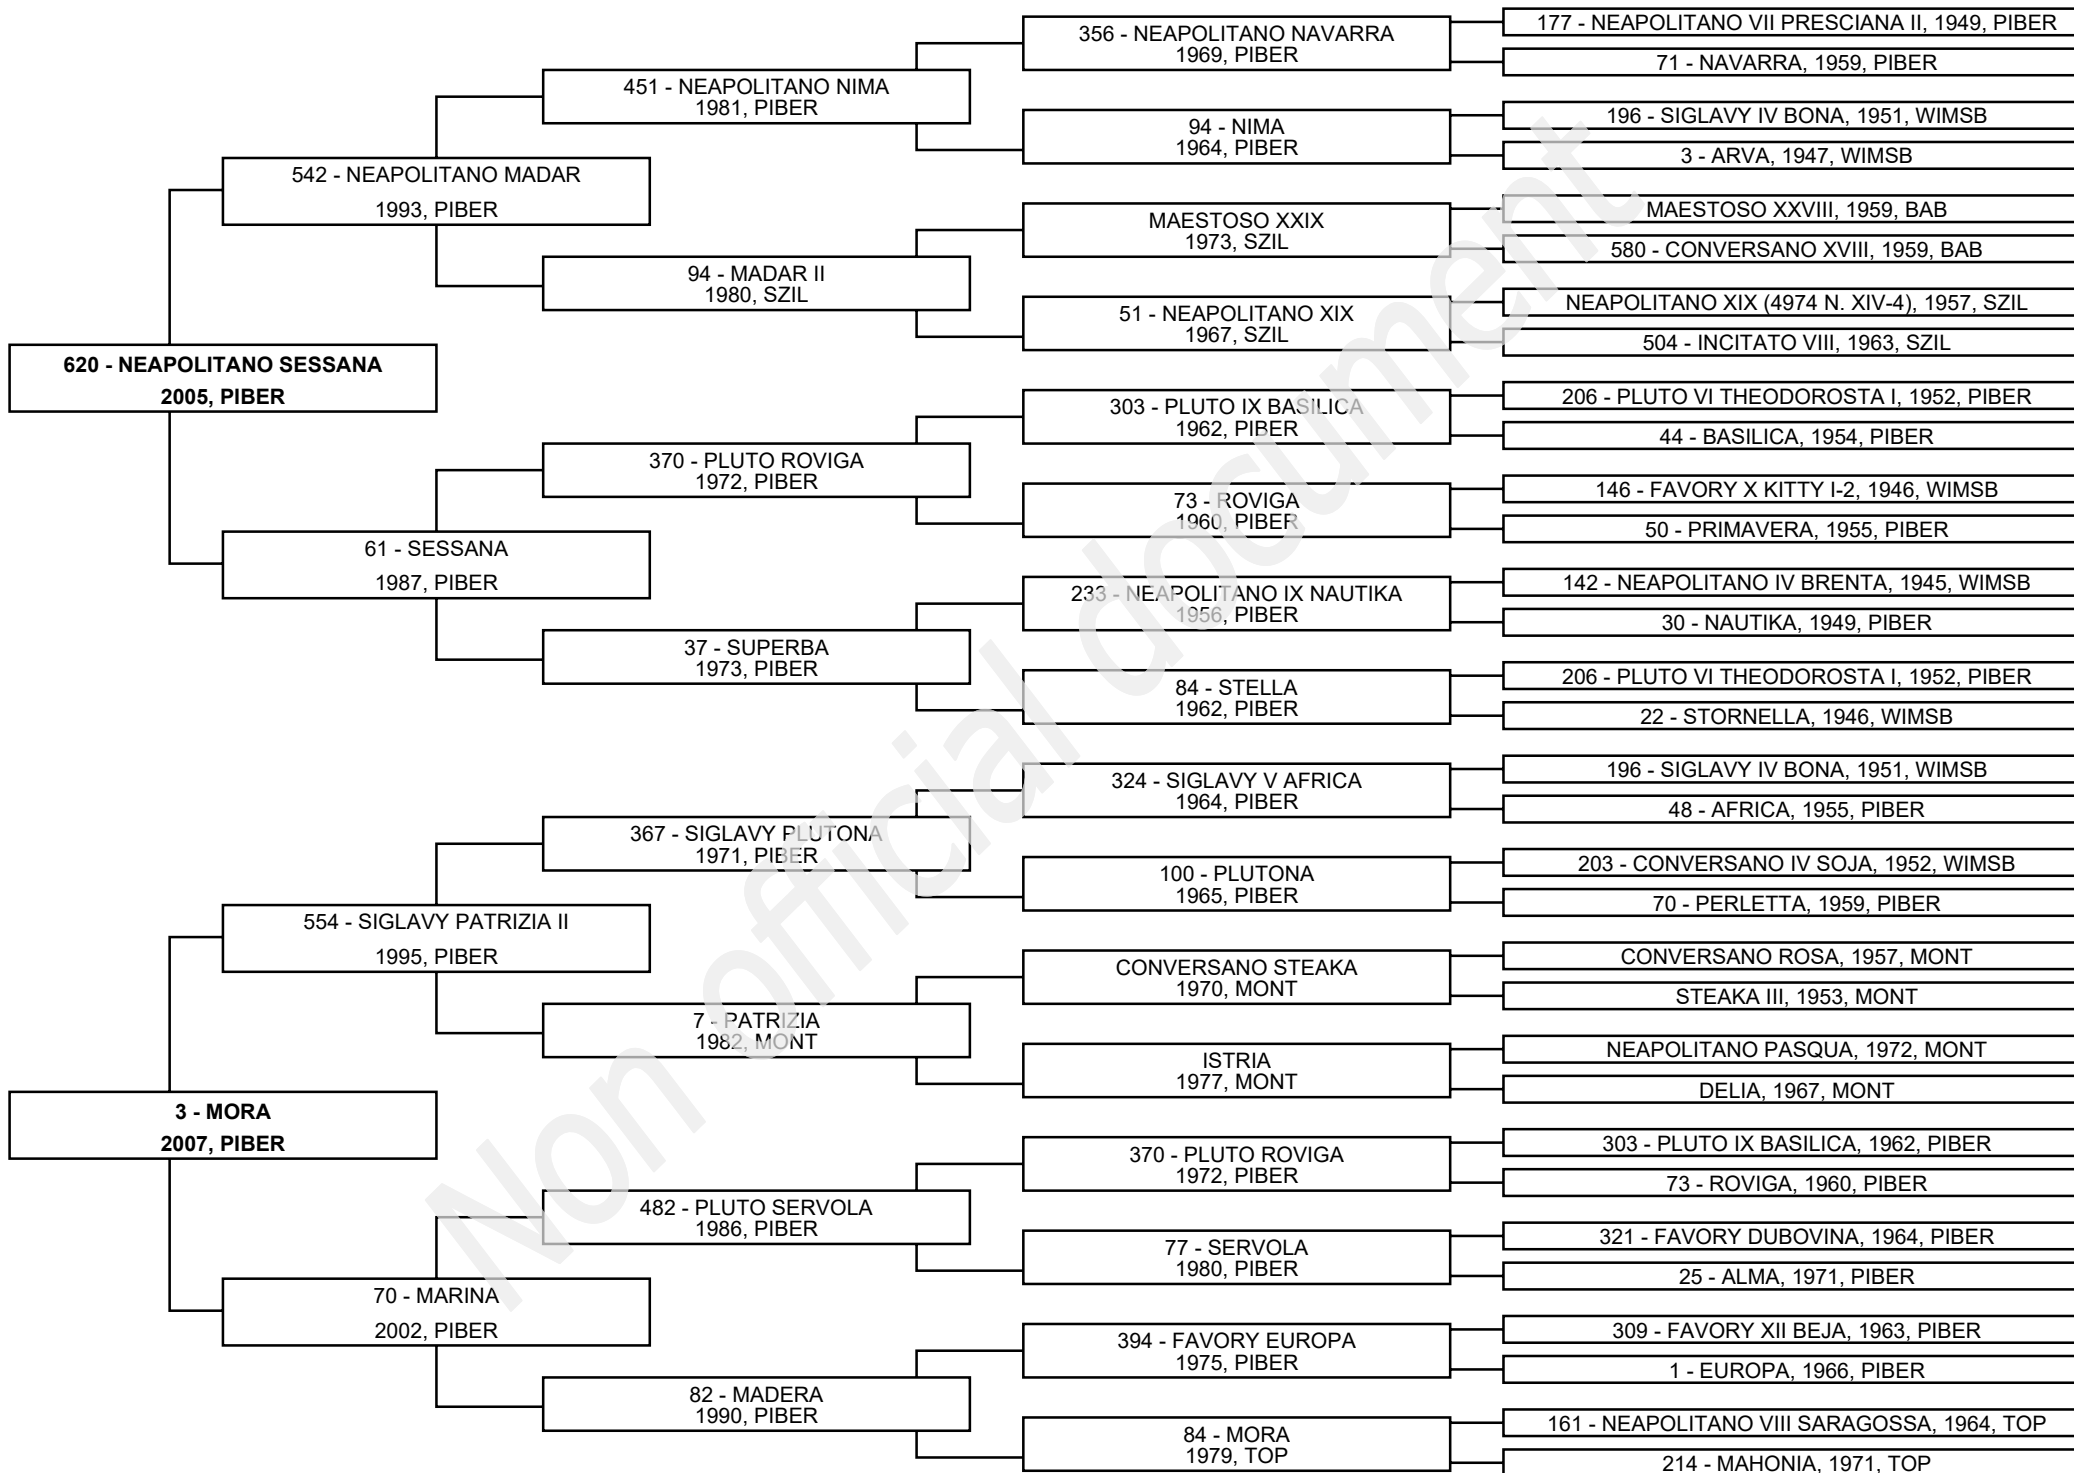 620 - NEAPOLITANO SESSANA
2005, PIBER
3 - MORA
2007, PIBER
542 - NEAPOLITANO MADAR
1993, PIBER
61 - SESSANA
1987, PIBER
554 - SIGLAVY PATRIZIA II
1995, PIBER
70 - MARINA
2002, PIBER
451 - NEAPOLITANO NIMA
1981, PIBER
94 - MADAR II
1980, SZIL
370 - PLUTO ROVIGA
1972, PIBER
37 - SUPERBA
1973, PIBER
367 - SIGLAVY PLUTONA
1971, PIBER
7 - PATRIZIA
1982, MONT
482 - PLUTO SERVOLA
1986, PIBER
82 - MADERA
1990, PIBER
356 - NEAPOLITANO NAVARRA
1969, PIBER
94 - NIMA
1964, PIBER
MAESTOSO XXIX
1973, SZIL
51 - NEAPOLITANO XIX
1967, SZIL
303 - PLUTO IX BASILICA
1962, PIBER
73 - ROVIGA
1960, PIBER
233 - NEAPOLITANO IX NAUTIKA
1956, PIBER
84 - STELLA
1962, PIBER
324 - SIGLAVY V AFRICA
1964, PIBER
100 - PLUTONA
1965, PIBER
CONVERSANO STEAKA
1970, MONT
ISTRIA
1977, MONT
370 - PLUTO ROVIGA
1972, PIBER
77 - SERVOLA
1980, PIBER
394 - FAVORY EUROPA
1975, PIBER
84 - MORA
1979, TOP
177 - NEAPOLITANO VII PRESCIANA II, 1949, PIBER
71 - NAVARRA, 1959, PIBER
196 - SIGLAVY IV BONA, 1951, WIMSB
3 - ARVA, 1947, WIMSB
MAESTOSO XXVIII, 1959, BAB
580 - CONVERSANO XVIII, 1959, BAB
NEAPOLITANO XIX (4974 N. XIV-4), 1957, SZIL
504 - INCITATO VIII, 1963, SZIL
206 - PLUTO VI THEODOROSTA I, 1952, PIBER
44 - BASILICA, 1954, PIBER
146 - FAVORY X KITTY I-2, 1946, WIMSB
50 - PRIMAVERA, 1955, PIBER
142 - NEAPOLITANO IV BRENTA, 1945, WIMSB
30 - NAUTIKA, 1949, PIBER
206 - PLUTO VI THEODOROSTA I, 1952, PIBER
22 - STORNELLA, 1946, WIMSB
196 - SIGLAVY IV BONA, 1951, WIMSB
48 - AFRICA, 1955, PIBER
203 - CONVERSANO IV SOJA, 1952, WIMSB
70 - PERLETTA, 1959, PIBER
CONVERSANO ROSA, 1957, MONT
STEAKA III, 1953, MONT
NEAPOLITANO PASQUA, 1972, MONT
DELIA, 1967, MONT
303 - PLUTO IX BASILICA, 1962, PIBER
73 - ROVIGA, 1960, PIBER
321 - FAVORY DUBOVINA, 1964, PIBER
25 - ALMA, 1971, PIBER
309 - FAVORY XII BEJA, 1963, PIBER
1 - EUROPA, 1966, PIBER
161 - NEAPOLITANO VIII SARAGOSSA, 1964, TOP
214 - MAHONIA, 1971, TOP
Non official document